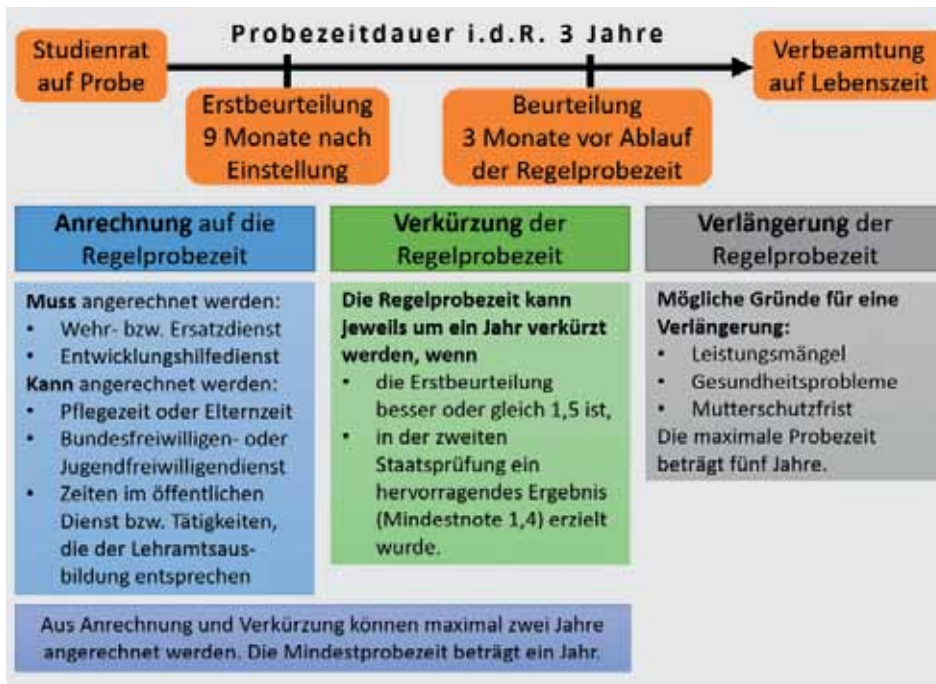 Probezeitdauer i.d.R. 3 Jahre
Studienrat
auf Probe
Verbeamtung
auf Lebenszeit
Erstbeurteilung
9 Monate nach
Einstellung
Beurteilung
3 Monate vor Ablauf
der Regelprobezeit
Anrechnung auf die
Regelprobezeit
Muss angerechnet werden:
• Wehr- bzw. Ersatzdienst
• Entwicklungshilfedienst
Kann angerechnet werden:
• Pflegezeit oder Elternzeit
• Bundesfreiwilligen- oder
Jugendfreiwilligendienst
• Zeiten im öffentlichen
Dienst bzw. Tätigkeiten,
die der Lehramtsaus-
bildung entsprechen
Verkürzung der
Regelprobezeit
Die Regelprobezeit kann
jeweils um ein Jahr verkürzt
werden, wenn
• die Erstbeurteilung
besser oder gleich 1,5 ist,
• in der zweiten
Staatsprüfung ein
hervorragendes Ergebnis
(Mindestnote 1,4) erzielt
wurde.
Verlängerung der
Regelprobezeit
Mögliche Gründe für eine
Verlängerung:
• Leistungsmängel
• Gesundheitsprobleme
• Mutterschutzfrist
Die maximale Probezeit
beträgt fünf Jahre.
Aus Anrechnung und Verkürzung können maximal zwei Jahre
angerechnet werden. Die Mindestprobezeit beträgt ein Jahr.